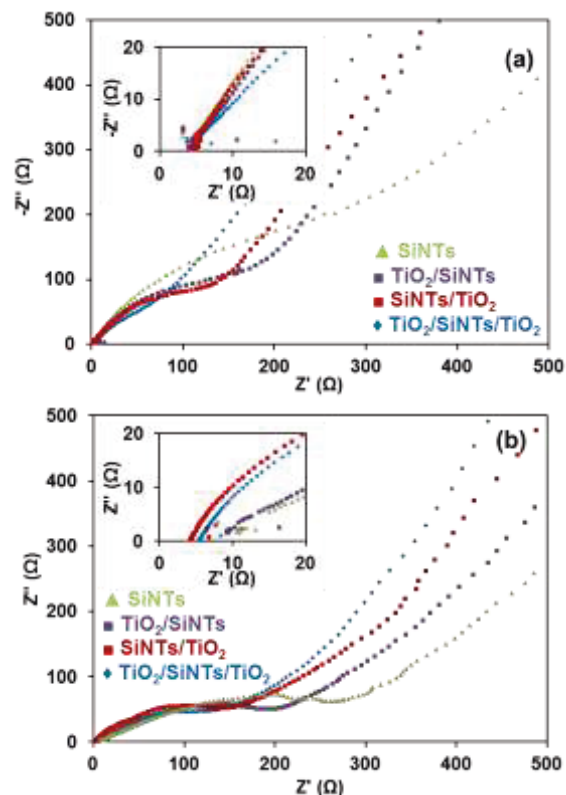 500
400
300
200
100
0
-Z'' (Ω)
20
10
0
-Z'' (Ω)
0 10 20
Z' (Ω)
(a)
SiNTs
TiO2/SiNTs
SiNTs/TiO2
TiO2/SiNTs/TiO2
0 100 200 300 400 500
Z' (Ω)
500
400
300
200
100
0
Z'' (Ω)
20
10
0
Z'' (Ω)
0 10 20
Z' (Ω)
(b)
SiNTs
TiO2/SiNTs
SiNTs/TiO2
TiO2/SiNTs/TiO2
0 100 200 300 400 500
Z' (Ω)